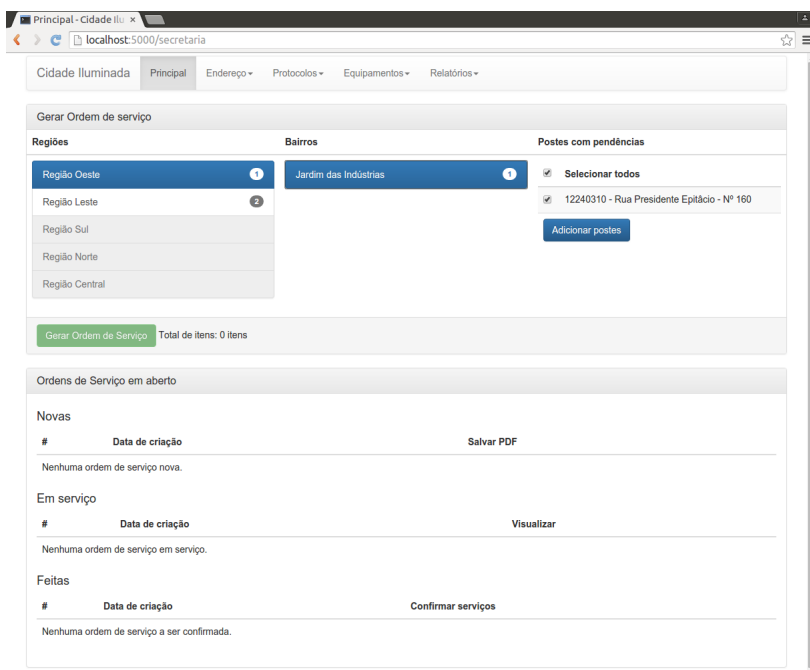 Principal - Cidade Ilu
localhost:5000/secretaria
Cidade Iluminada Principal Endereço Protocolos Equipamentos Relatórios
Gerar Ordem de serviço
Regiões Bairros Postes com pendências
Região Oeste 1 Jardim das Indústrias 1 Selecionar todos
Região Leste 2 12240310 - Rua Presidente Epitâcio - Nº 160
Região Sul Adicionar postes
Região Norte
Região Central
Gerar Ordem de Serviço Total de itens: 0 itens
Ordens de Serviço em aberto
Novas
# Data de criação Salvar PDF
Nenhuma ordem de serviço nova.
Em serviço
# Data de criação Visualizar
Nenhuma ordem de serviço em serviço.
Feitas
# Data de criação Confirmar serviços
Nenhuma ordem de serviço a ser confirmada.